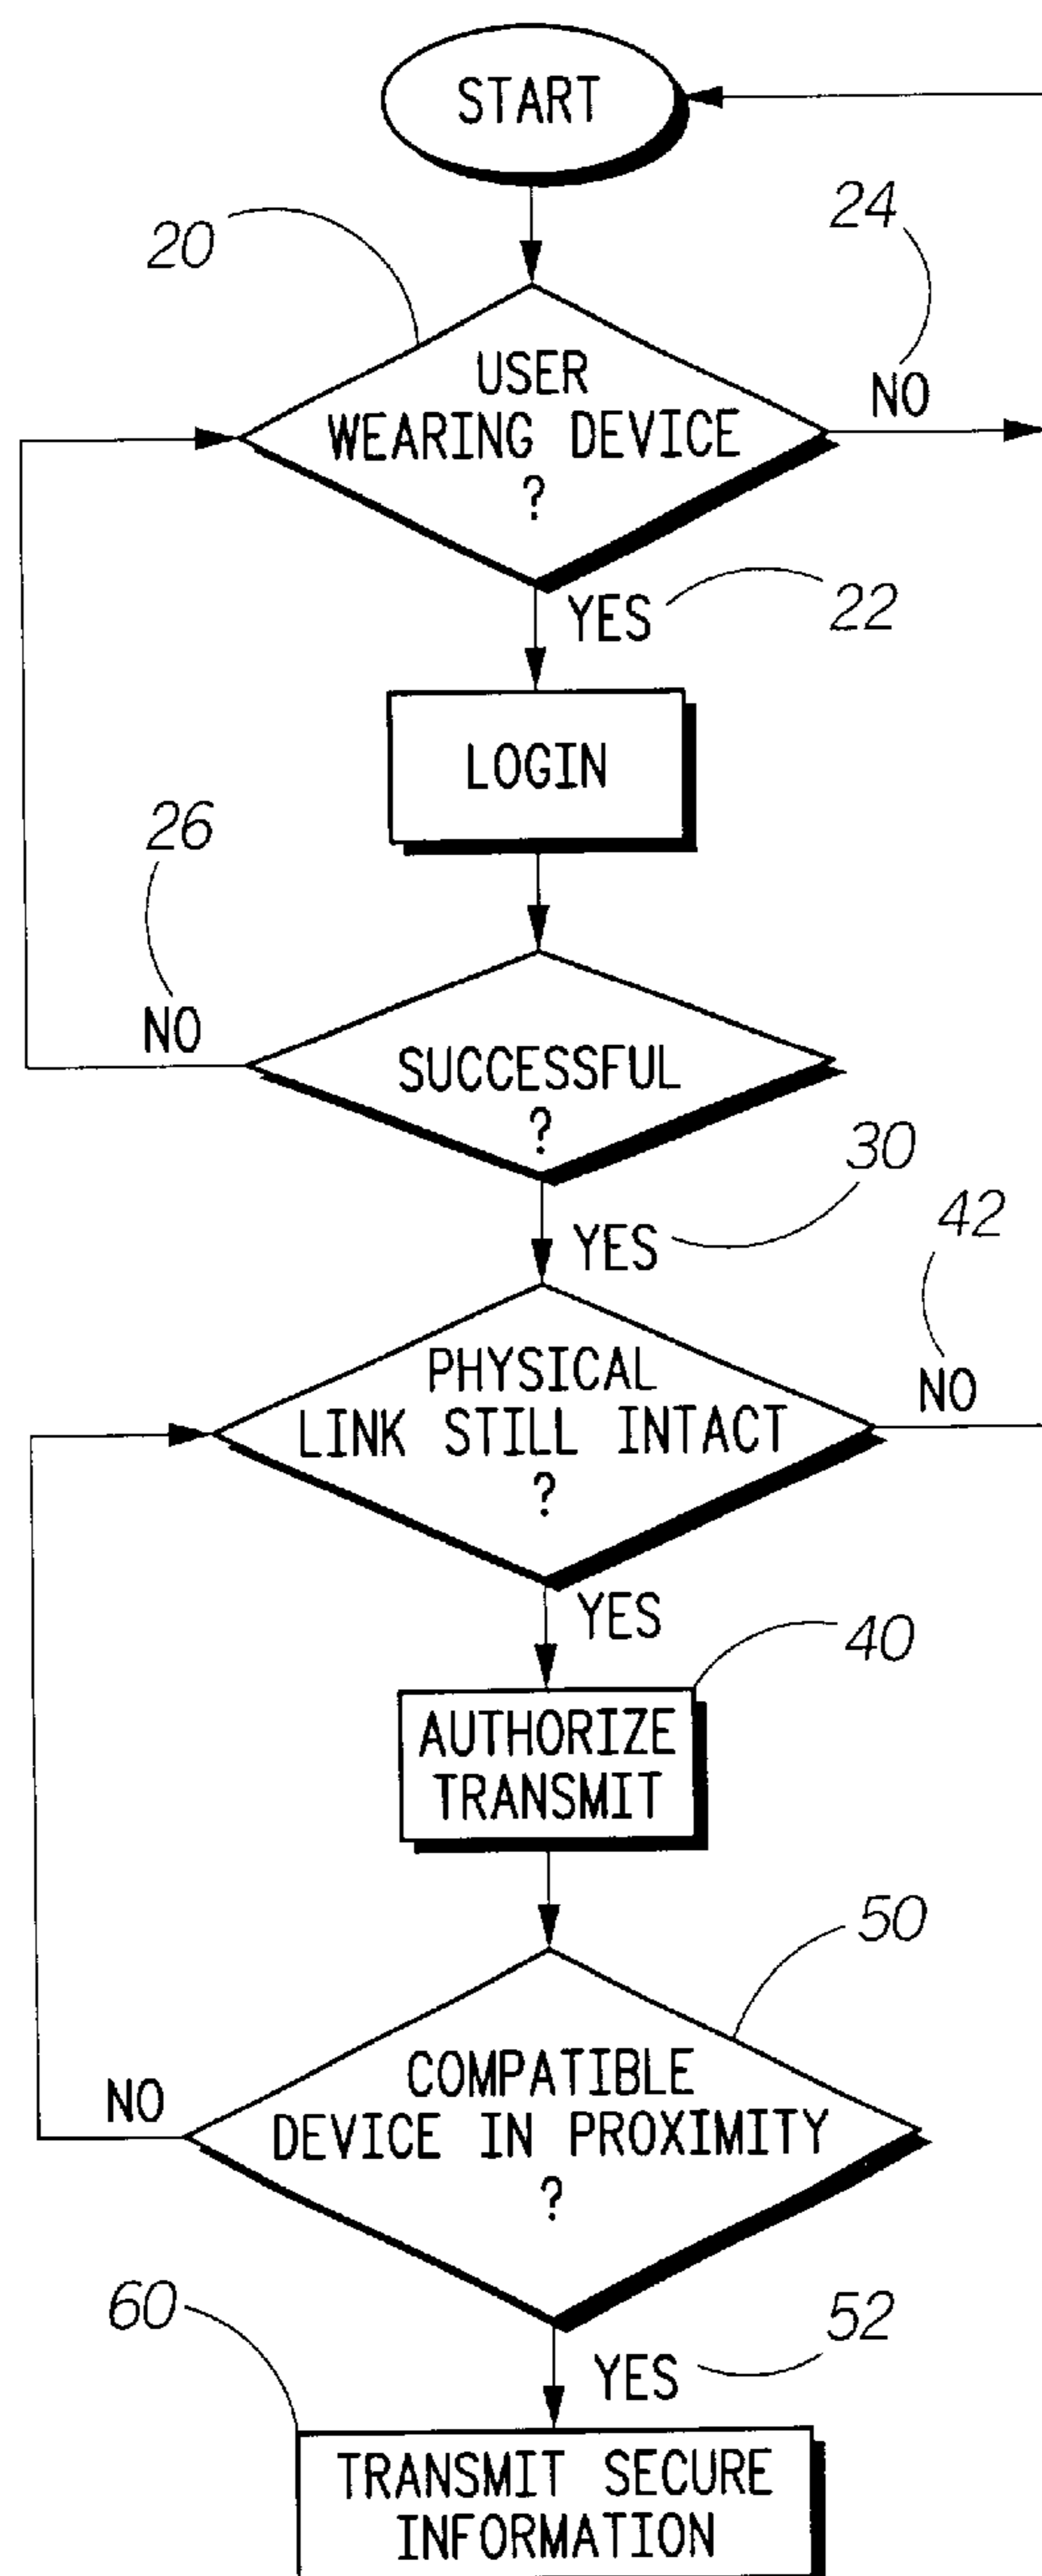 START
24
20
USER
WEARING DEVICE
?
NO
YES
22
LOGIN
26
NO
SUCCESSFUL
?
30
YES
42
PHYSICAL
LINK STILL INTACT
?
NO
YES
40
AUTHORIZE
TRANSMIT
50
COMPATIBLE
DEVICE IN PROXIMITY
?
NO
60
52
YES
TRANSMIT SECURE
INFORMATION